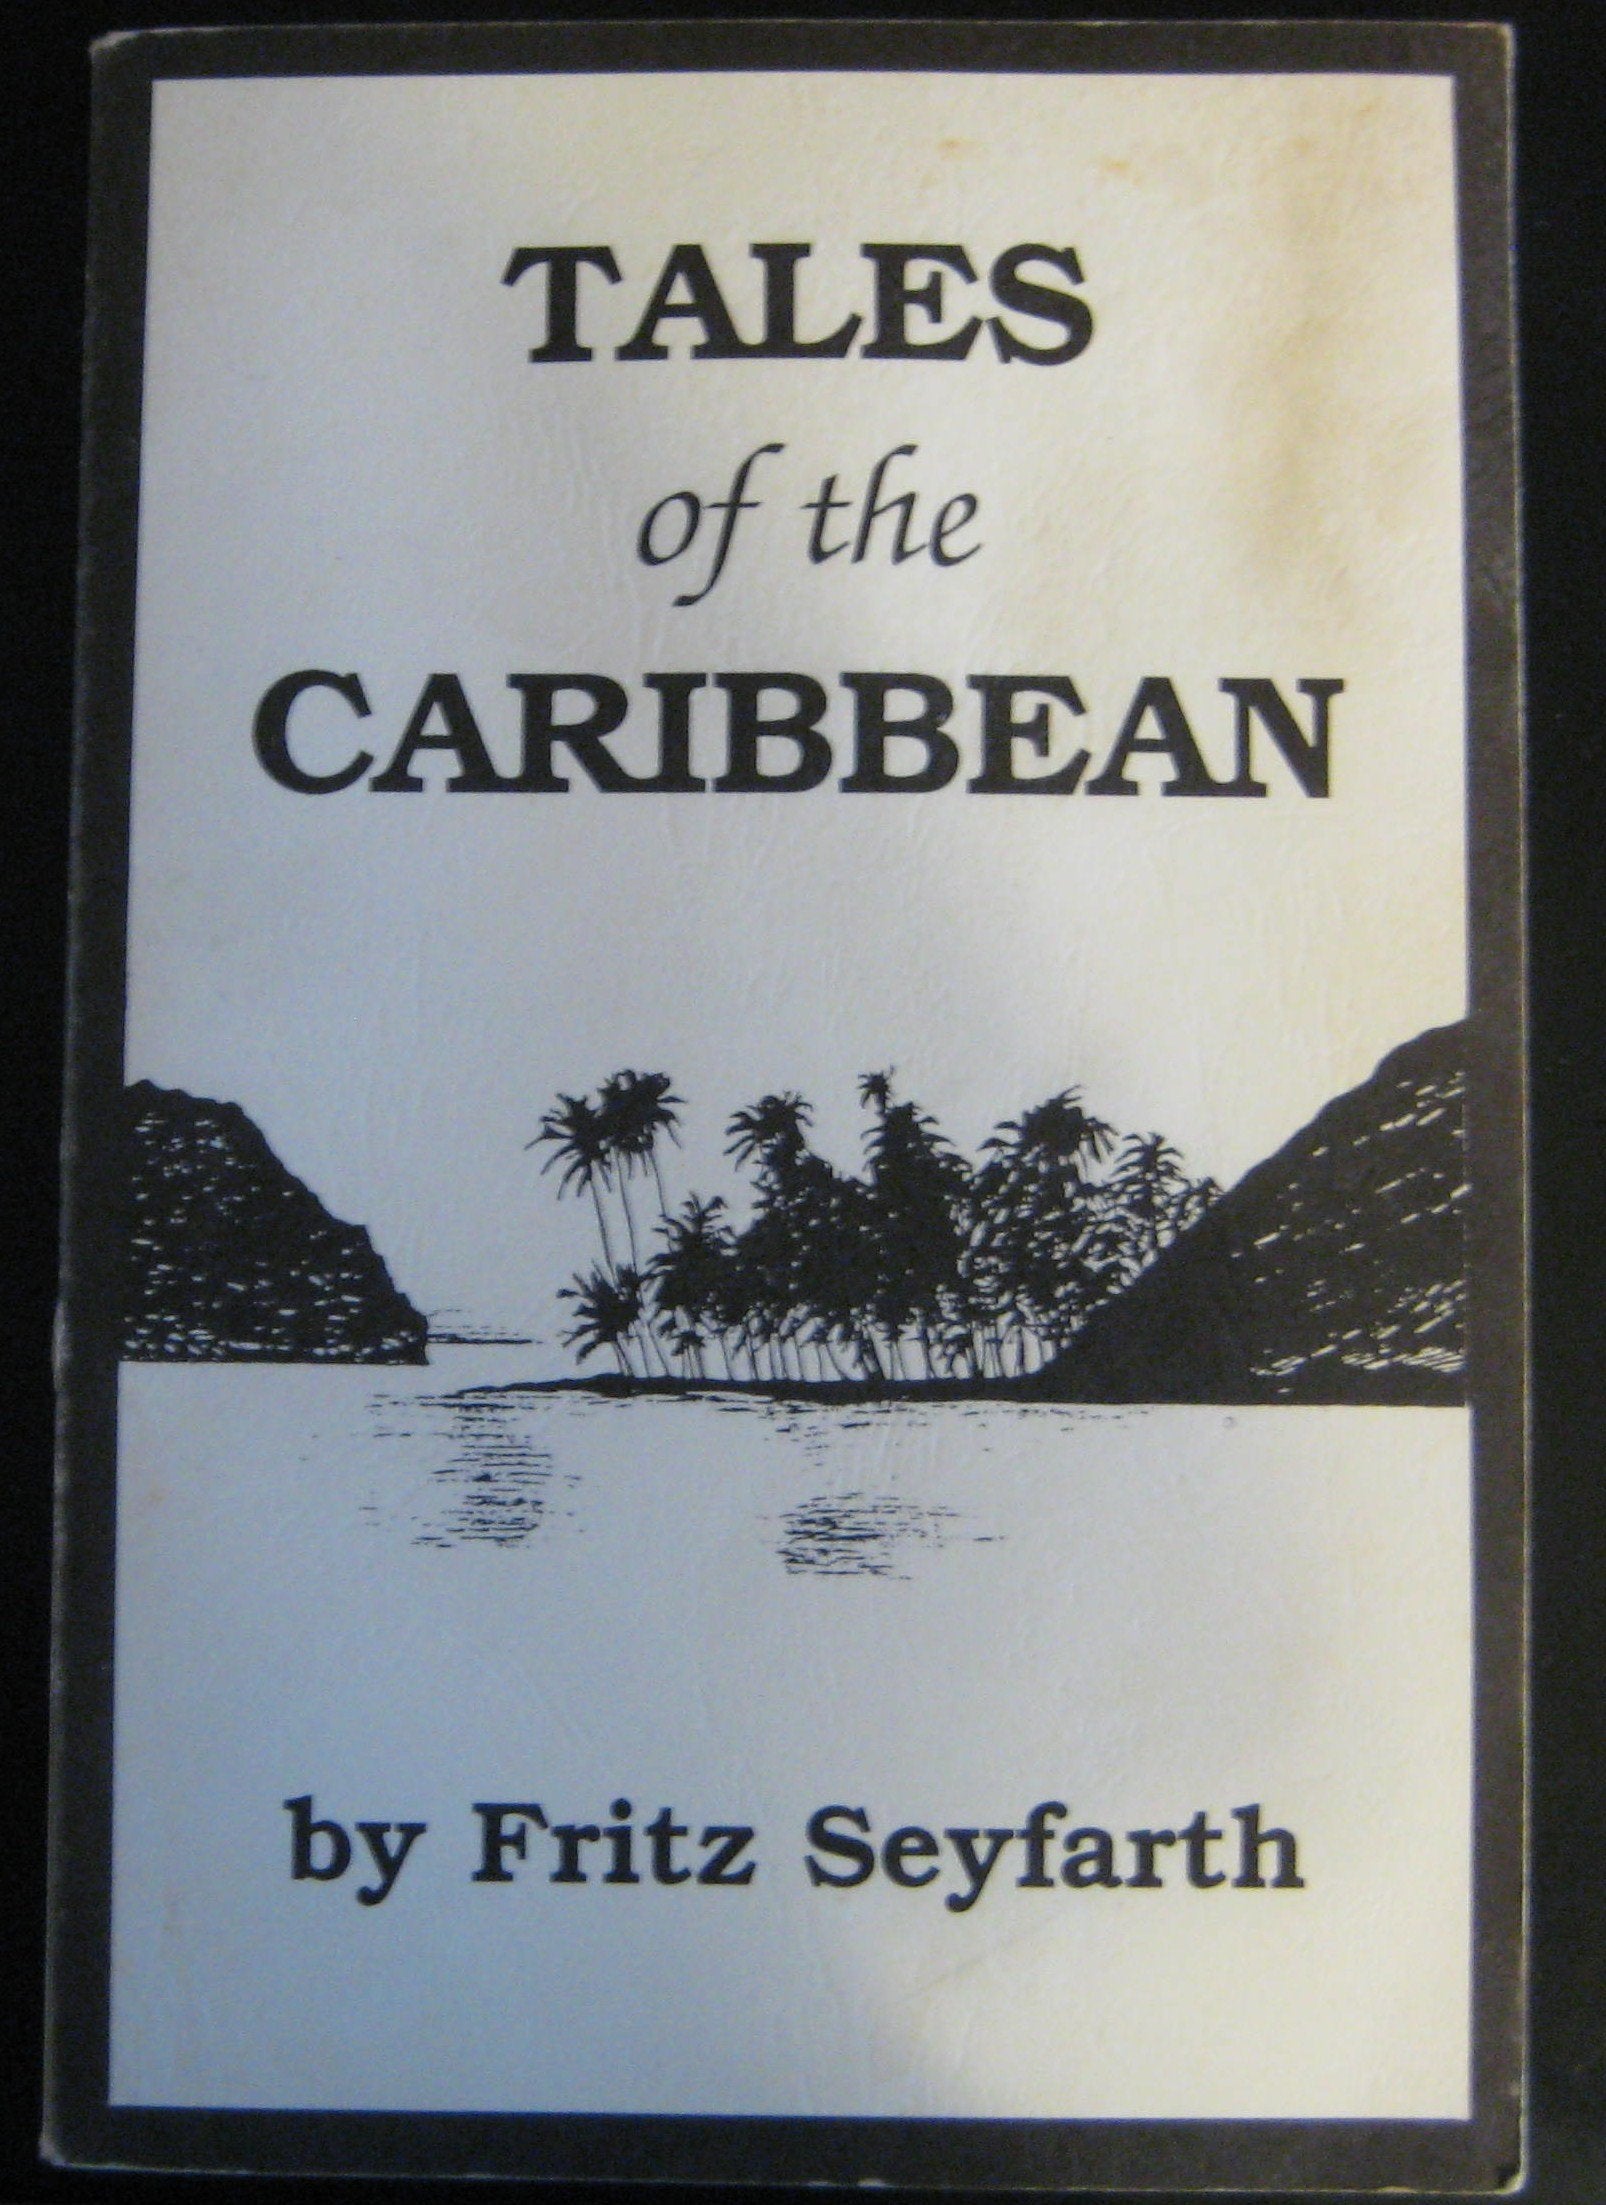 TALES
of the
CARIBBEAN
by Fritz Seyfarth